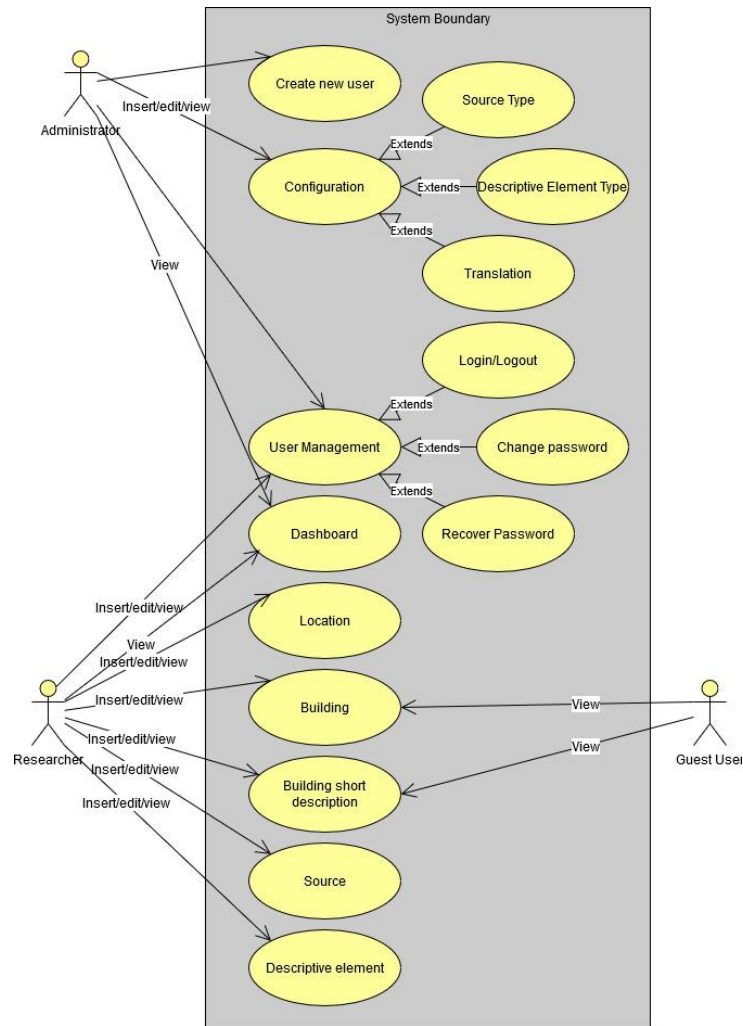 System Boundary
Create new user
Administrator
Insert/edit/view
Source Type
Extends
Configuration
Extends
Descriptive Element Type
Extends
Translation
View
Login/Logout
Extends
User Management
Extends
Change password
Extends
Recover Password
Dashboard
Insert/edit/view
Location
View
Insert/edit/view
Insert/edit/view
Building
View
Researcher
Insert/edit/view
View
Guest User
Insert/edit/view
Building short
description
Insert/edit/view
Source
Descriptive element